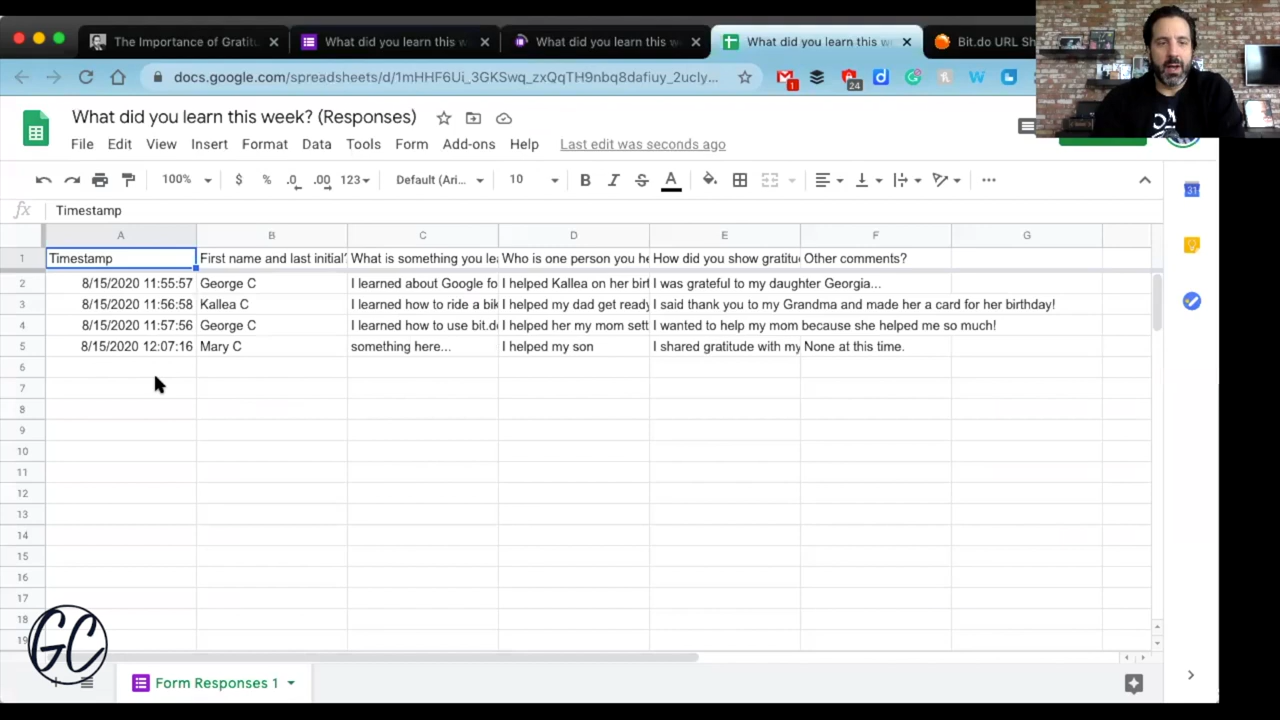 The Importance of Gratit
What did you learn this w
What did you learn this w
What did you learn this w
Bit.do URL Sh
docs.google.com/spreadsheets/d/1mHHF6Ui_3GKSwq_zxQqTH9nbq8dafiuy_2ucly...
1
24
What did you learn this week? (Responses)
File Edit View Insert Format Data Tools Form Add-ons Help Last edit was seconds ago
100% $ % .0 .00 123 Default (Ari... 10 B I S A
fx Timestamp
A B C D E F G
1 Timestamp First name and last initial? What is something you le Who is one person you he How did you show gratitu Other comments?
2 8/15/2020 11:55:57 George C I learned about Google fo I helped Kallea on her birt I was grateful to my daughter Georgia...
3 8/15/2020 11:56:58 Kallea C I learned how to ride a bik I helped my dad get ready I said thank you to my Grandma and made her a card for her birthday!
4 8/15/2020 11:57:56 George C I learned how to use bit.do I helped her my mom sett I wanted to help my mom because she helped me so much!
5 8/15/2020 12:07:16 Mary C something here... I helped my son I shared gratitude with my None at this time.
6
7
8
9
10
11
12
13
14
15
16
17
18
19
GC
Form Responses 1
31